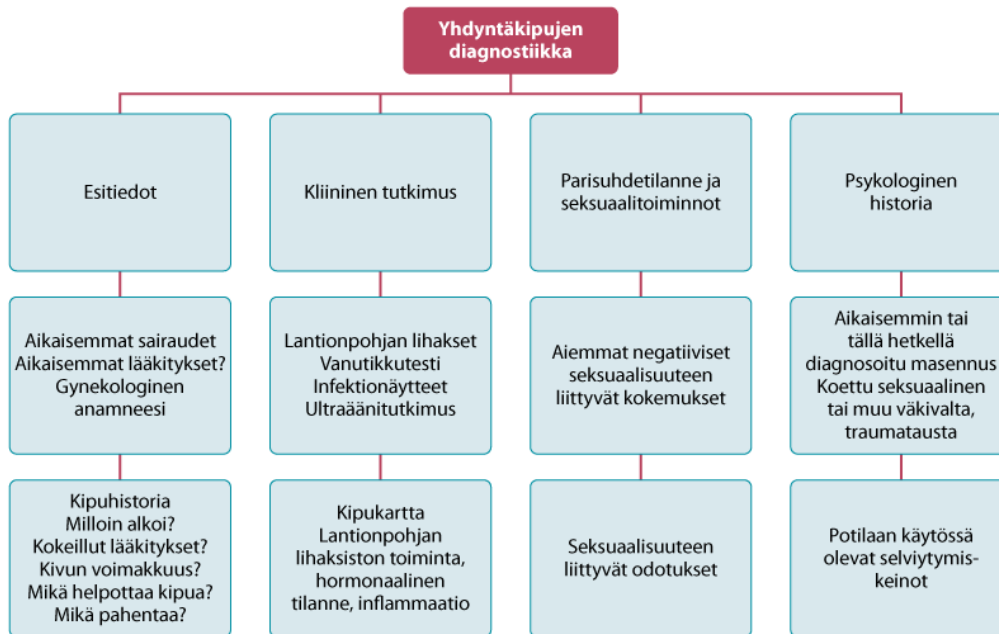 Yhdyntäkipujen
diagnostiikka
Esitiedot
Kliininen tutkimus
Parisuhdetilanne ja
seksuaalitoiminnot
Psykologinen
historia
Aikaisemmat sairaudet
Aikaisemmat lääkitykset?
Gynekologinen
anamneesi
Lantionpohjan lihakset
Vanutikkutesti
Infektionäytteet
Ultraäänitutkimus
Aiemmat negatiiviset
seksuaalisuuteen
liittyvät kokemukset
Aikaisemmin tai
tällä hetkellä
diagnosoitu masennus
Koettu seksuaalinen
tai muu väkivalta,
traumatausta
Kipuhistoria
Milloin alkoi?
Kokeillut lääkitykset?
Kivun voimakkuus?
Mikä helpottaa kipua?
Mikä pahentaa?
Kipukartta
Lantionpohjan
lihaksiston toiminta,
hormonaalinen
tilanne, inflammaatio
Seksuaalisuuteen
liittyvät odotukset
Potilaan käytössä
olevat selviytymis-
keinot